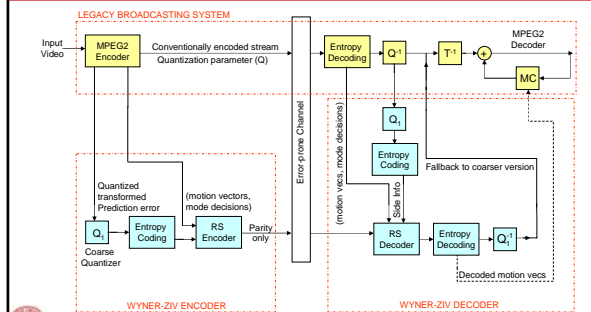 LEGACY BROADCASTING SYSTEM
Input
Video
MPEG2
Encoder
Conventionally encoded stream
Quantization parameter (Q)
Error-prone Channel
Entropy
Decoding
Q-1
T-1
+
MPEG2
Decoder
MC
(motion vecs, mode decisions)
Q1
Entropy
Coding
Side Info
Fallback to coarser version
Quantized
transformed
Prediction error
(motion vectors,
mode decisions)
Q1
Coarse
Quantizer
Entropy
Coding
RS
Encoder
Parity
only
RS
Decoder
Entropy
Decoding
Q1-1
Decoded motion vecs
WYNER-ZIV ENCODER
WYNER-ZIV DECODER